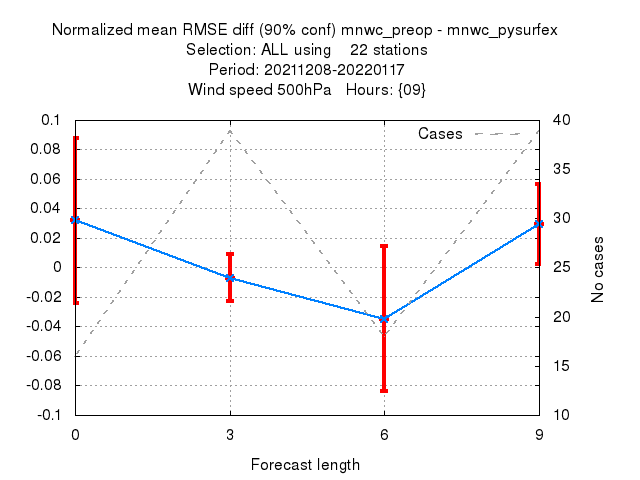 Normalized mean RMSE diff (90% conf) mnwc_preop - mnwc_pysurfex
Selection: ALL using 22 stations
Period: 20211208-20220117
Wind speed 500hPa Hours: {09}
Cases
0.1
0.08
0.06
0.04
0.02
0
-0.02
-0.04
-0.06
-0.08
-0.1
40
35
30
25
20
15
10
No cases
0 3 6 9
Forecast length